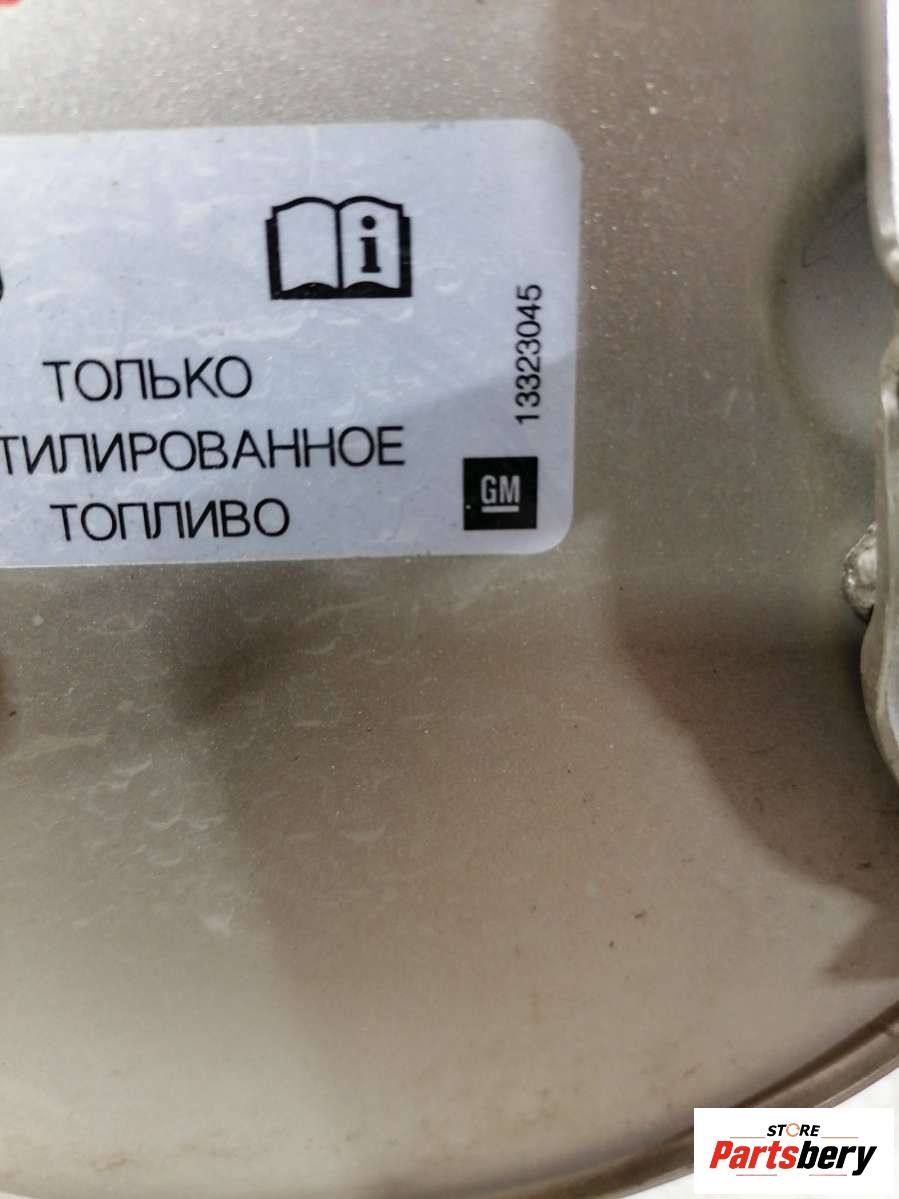 ТОЛЬКО
ТИЛИРОВАННОЕ
ТОПЛИВО
13323045
GM
STORE
Partsbery